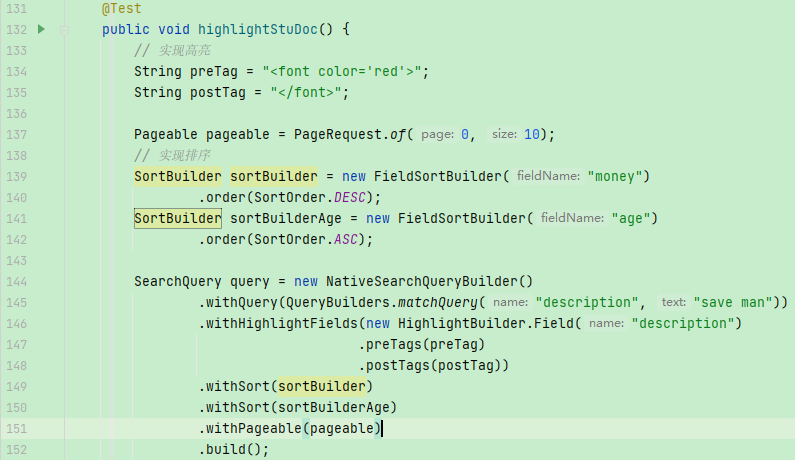 131 @Test
132 public void highlightStuDoc() {
133 // 实现高亮
134 String preTag = "<font color='red'>";
135 String postTag = "</font>";
136
137 Pageable pageable = PageRequest.of( page: 0, size: 10);
138 // 实现排序
139 SortBuilder sortBuilder = new FieldSortBuilder( fieldName: "money")
140 .order(SortOrder.DESC);
141 SortBuilder sortBuilderAge = new FieldSortBuilder( fieldName: "age")
142 .order(SortOrder.ASC);
143
144 SearchQuery query = new NativeSearchQueryBuilder()
145 .withQuery(QueryBuilders.matchQuery( name: "description", text: "save man"))
146 .withHighlightFields(new HighlightBuilder.Field( name: "description")
147 .preTags(preTag)
148 .postTags(postTag))
149 .withSort(sortBuilder)
150 .withSort(sortBuilderAge)
151 .withPageable(pageable)
152 .build();